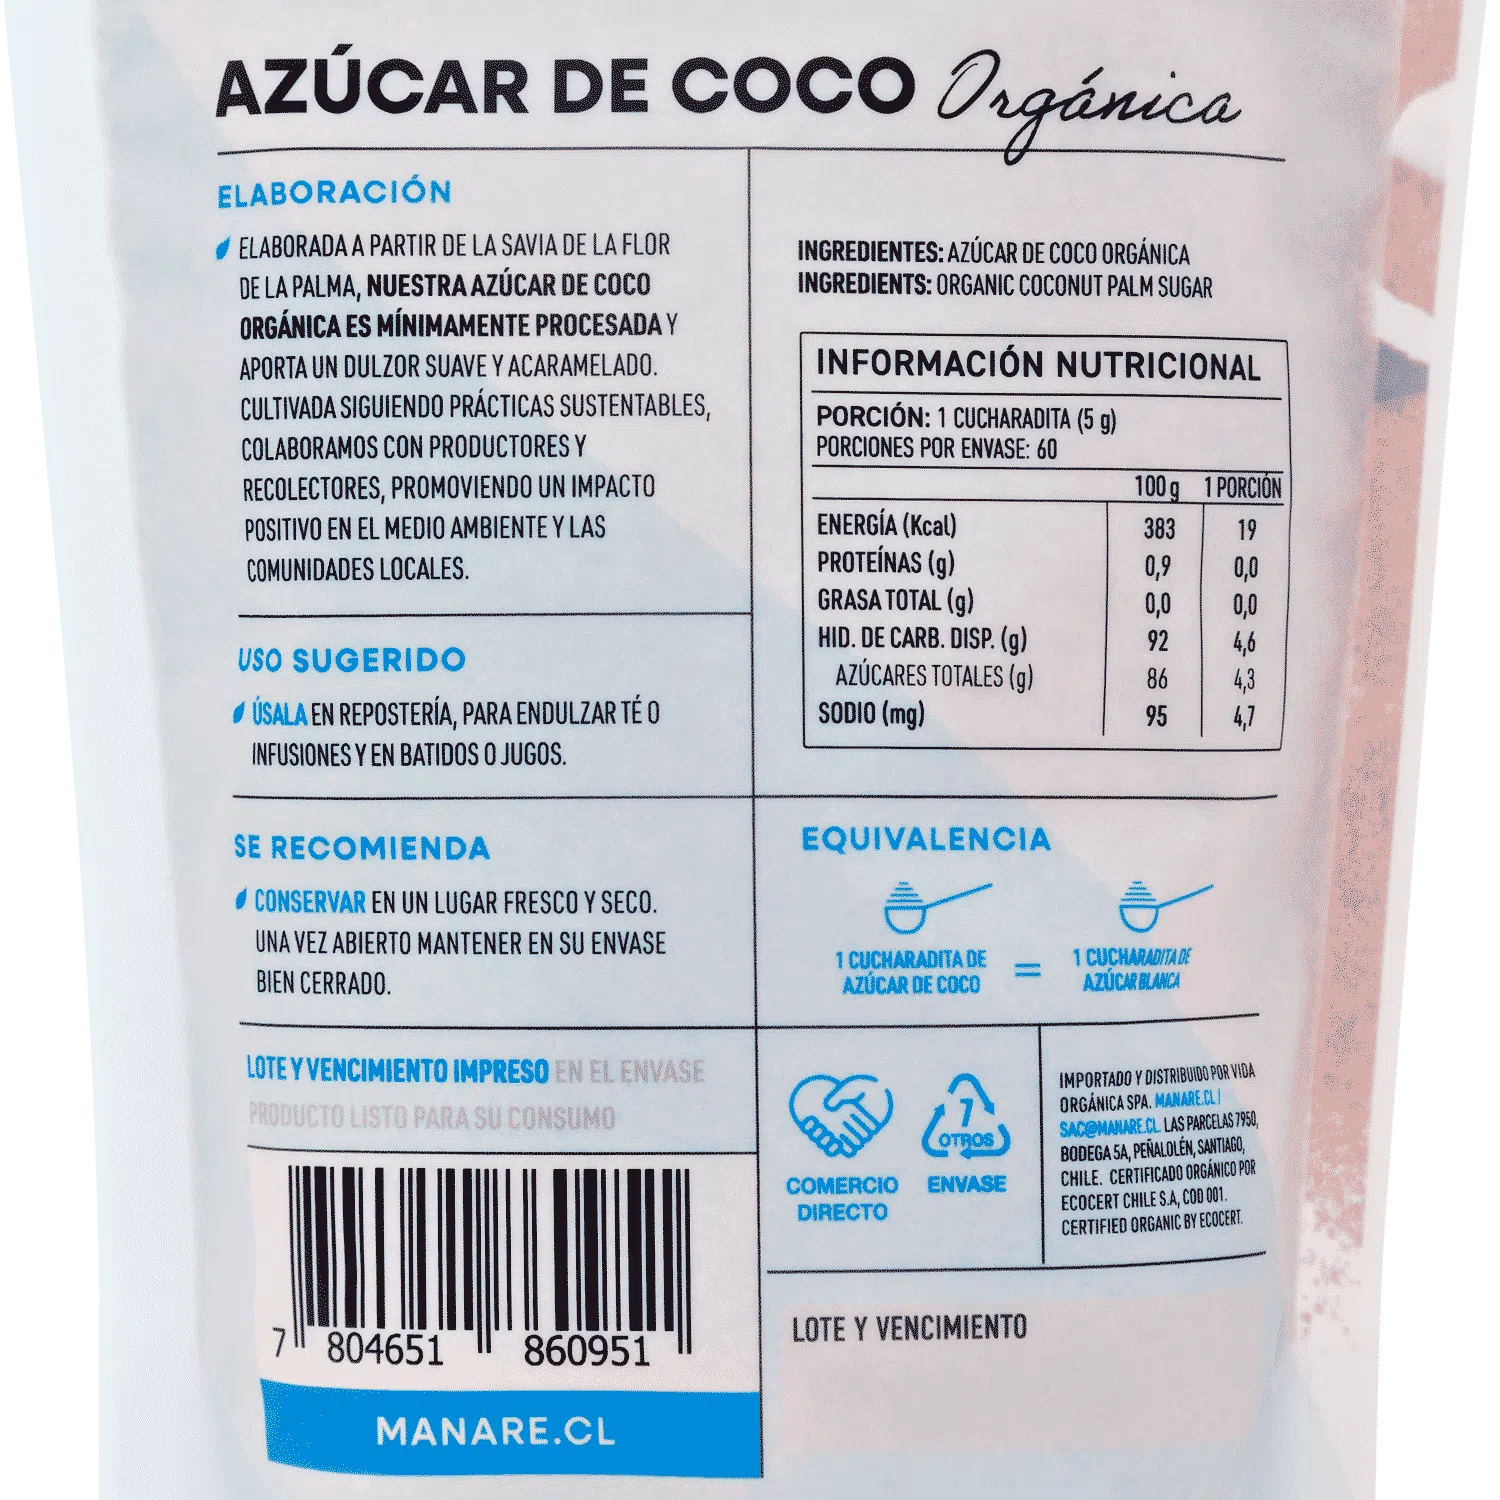 AZÚCAR DE COCO Orgánica
ELABORACIÓN
ELABORADA A PARTIR DE LA SAVIA DE LA FLOR
DE LA PALMA, NUESTRA AZÚCAR DE COCO
ORGÁNICA ES MÍNIMAMENTE PROCESADA Y
APORTA UN DULZOR SUAVE Y ACARAMELADO.
CULTIVADA SIGUIENDO PRÁCTICAS SUSTENTABLES,
COLABORAMOS CON PRODUCTORES Y
RECOLECTORES, PROMOVIENDO UN IMPACTO
POSITIVO EN EL MEDIO AMBIENTE Y LAS
COMUNIDADES LOCALES.
USO SUGERIDO
ÚSALA EN REPOSTERÍA, PARA ENDULZAR TÉ O
INFUSIONES Y EN BATIDOS O JUGOS.
SE RECOMIENDA
CONSERVAR EN UN LUGAR FRESCO Y SECO.
UNA VEZ ABIERTO MANTENER EN SU ENVASE
BIEN CERRADO.
LOTE Y VENCIMIENTO IMPRESO EN EL ENVASE
PRODUCTO LISTO PARA SU CONSUMO
7 804651 860951
MANARE.CL
INGREDIENTES: AZÚCAR DE COCO ORGÁNICA
INGREDIENTS: ORGANIC COCONUT PALM SUGAR
INFORMACIÓN NUTRICIONAL
PORCIÓN: 1 CUCHARADITA (5 g)
PORCIONES POR ENVASE: 60
100 g 1 PORCIÓN
ENERGÍA (Kcal) 383 19
PROTEÍNAS (g) 0,9 0,0
GRASA TOTAL (g) 0,0 0,0
HID. DE CARB. DISP. (g) 92 4,6
AZÚCARES TOTALES (g) 86 4,3
SODIO (mg) 95 4,7
EQUIVALENCIA
1 CUCHARADITA DE
AZÚCAR DE COCO
=
1 CUCHARADITA DE
AZÚCAR BLANCA
COMERCIO
DIRECTO
7
OTROS
ENVASE
IMPORTADO Y DISTRIBUIDO POR VIDA
ORGÁNICA SPA. MANARE.CL |
SAC@MANARE.CL. LAS PARCELAS 7950,
BODEGA 5A, PEÑALOLÉN, SANTIAGO,
CHILE. CERTIFICADO ORGÁNICO POR
ECOCERT CHILE S.A, COD 001.
CERTIFIED ORGANIC BY ECOCERT.
LOTE Y VENCIMIENTO